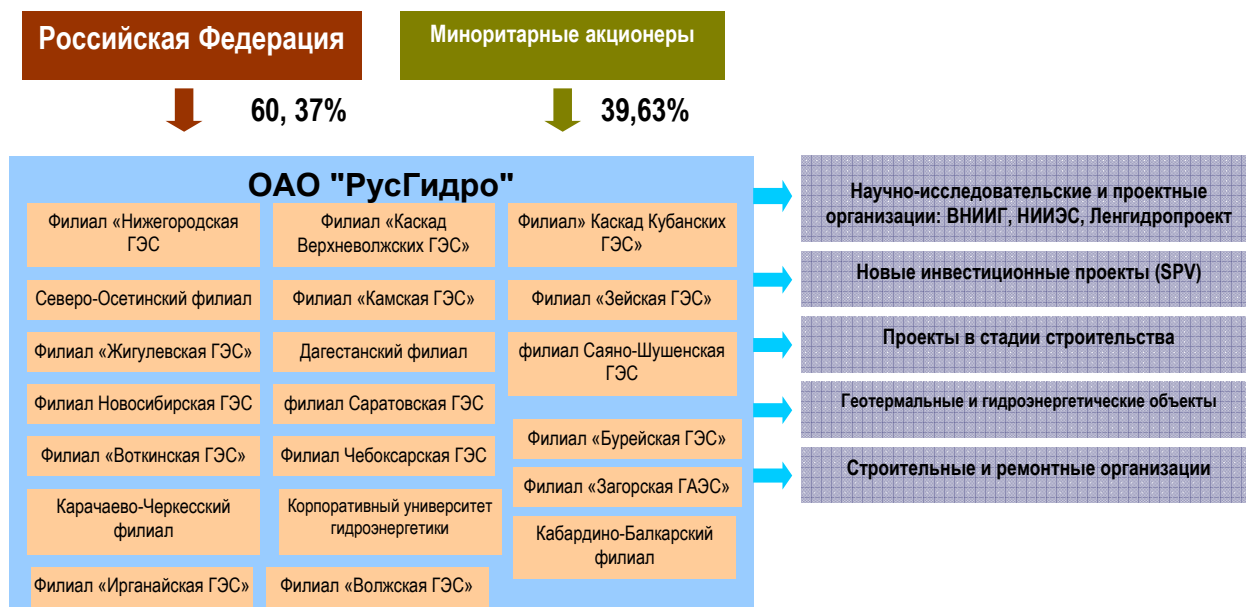 Российская Федерация
Миноритарные акционеры
60, 37%
39,63%
ОАО "РусГидро"
Филиал «Нижегородская
ГЭС
Филиал «Каскад
Верхневолжских ГЭС»
Филиал» Каскад Кубанских
ГЭС»
Северо-Осетинский филиал
Филиал «Камская ГЭС»
Филиал «Зейская ГЭС»
Филиал «Жигулевская ГЭС»
Дагестанский филиал
филиал Саяно-Шушенская
ГЭС
Филиал Новосибирская ГЭС
филиал Саратовская ГЭС
Филиал «Бурейская ГЭС»
Филиал «Воткинская ГЭС»
Филиал Чебоксарская ГЭС
Филиал «Загорская ГАЭС»
Карачаево-Черкесский
филиал
Корпоративный университет
гидроэнергетики
Кабардино-Балкарский
филиал
Филиал «Ирганайская ГЭС»
Филиал «Волжская ГЭС»
Научно-исследовательские и проектные
организации: ВНИИГ, НИИЭС, Ленгидропроект
Новые инвестиционные проекты (SPV)
Проекты в стадии строительства
Геотермальные и гидроэнергетические объекты
Строительные и ремонтные организации